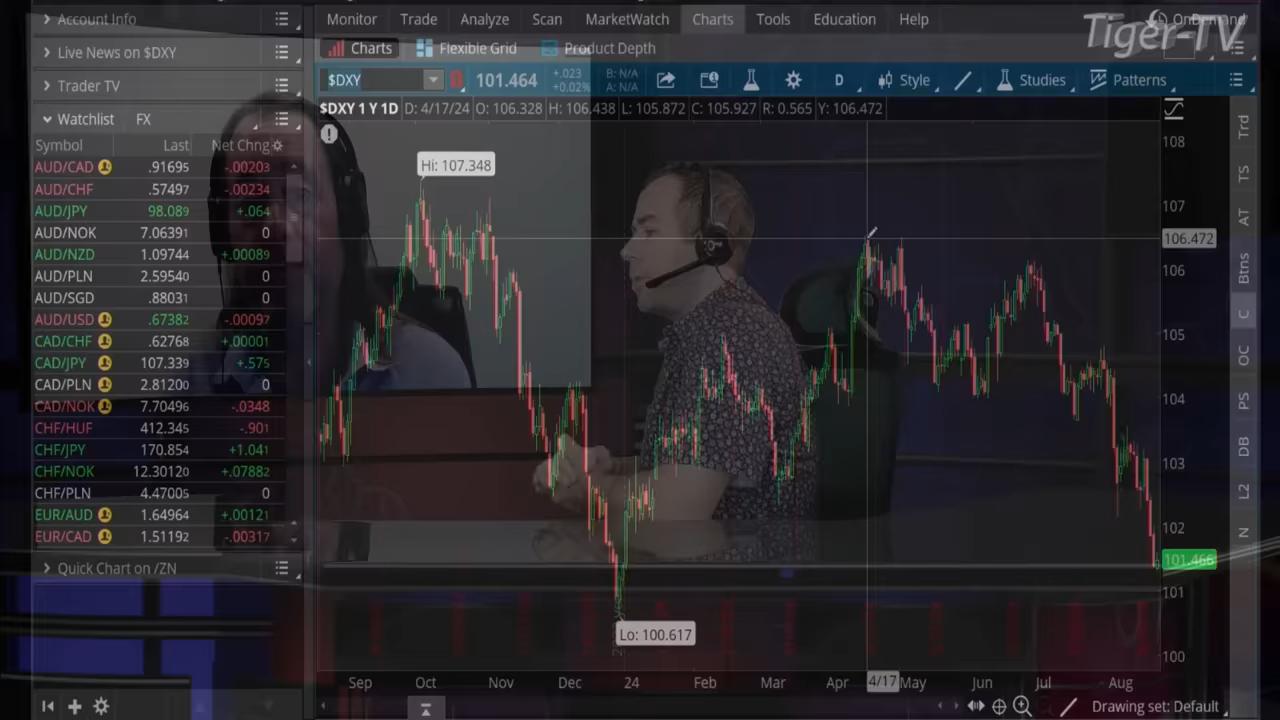 Account Info
Monitor Trade Analyze Scan MarketWatch Charts Tools Education Help OnDemand
Tiger-TV
Live News on $DXY
Charts Flexible Grid Product Depth
Trader TV
$DXY 101.464 +.023 +0.02% B: N/A A: N/A D Style Studies Patterns
$DXY 1 Y 1D D: 4/17/24 O: 106.328 H: 106.438 L: 105.872 C: 105.927 R: 0.565 Y: 106.472
Watchlist FX
Symbol Last Net Chng
AUD/CAD .91695 -.00203
AUD/CHF .57497 -.00234
AUD/JPY 98.089 +.064
AUD/NOK 7.06391 0
AUD/NZD 1.09744 +.00089
AUD/PLN 2.59540 0
AUD/SGD .88031 0
AUD/USD .67382 -.00097
CAD/CHF .62768 +.00001
CAD/JPY 107.339 +.575
CAD/PLN 2.81200 0
CAD/NOK 7.70496 -.0348
CHF/HUF 412.345 -.901
CHF/JPY 170.854 +1.041
CHF/NOK 12.30120 +.07882
CHF/PLN 4.47005 0
EUR/AUD 1.64964 +.00121
EUR/CAD 1.51192 -.00317
Quick Chart on /ZN
Hi: 107.348
Lo: 100.617
108
107
106.472
106
105
104
103
102
101.466
101
100
Trd
TS
AT
Btns
C
OC
PS
DB
L2
N
Sep Oct Nov Dec 24 Feb Mar Apr 4/17 May Jun Jul Aug
Drawing set: Default